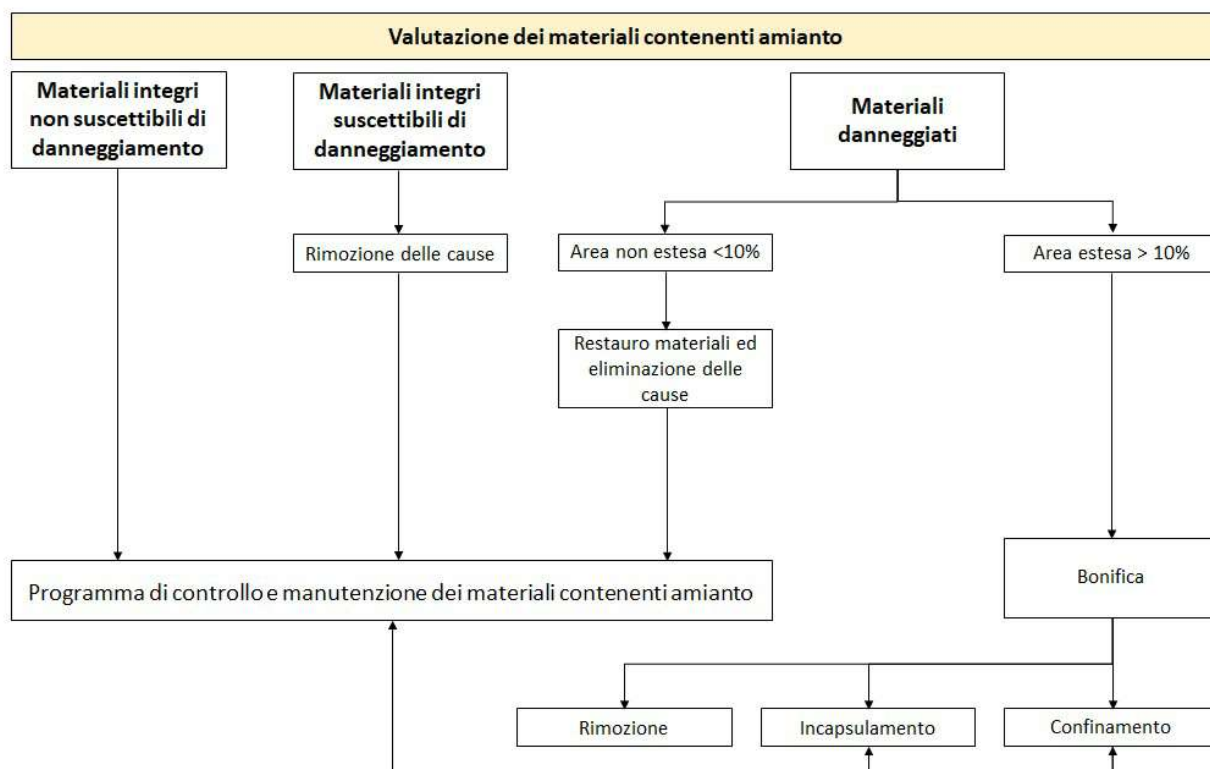 Valutazione dei materiali contenenti amianto
Materiali integri
non suscettibili di
danneggiamento
Materiali integri
suscettibili di
danneggiamento
Materiali
danneggiati
Rimozione delle cause
Area non estesa <10%
Area estesa > 10%
Restauro materiali ed
eliminazione delle
cause
Programma di controllo e manutenzione dei materiali contenenti amianto
Bonifica
Rimozione
Incapsulamento
Confinamento